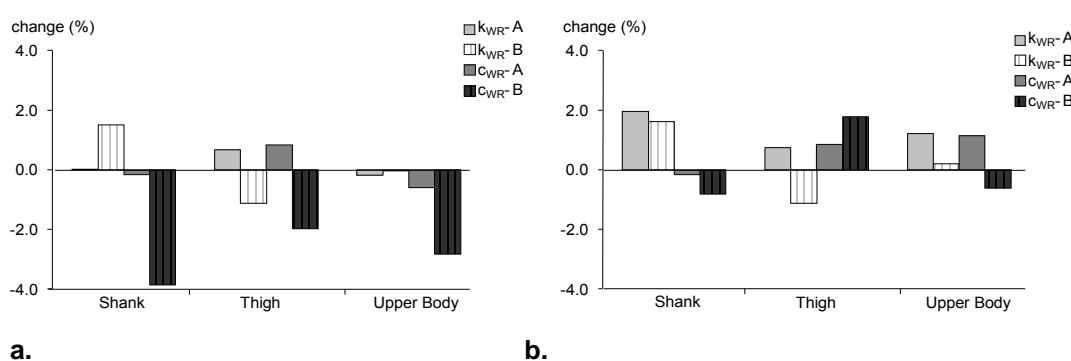 change (%)
4.0
2.0
0.0
-2.0
-4.0
Shank
Thigh
Upper Body
kWR- A
kWR- B
cWR- A
cWR- B
a.
change (%)
4.0
2.0
0.0
-2.0
-4.0
Shank
Thigh
Upper Body
kWR- A
kWR- B
cWR- A
cWR- B
b.